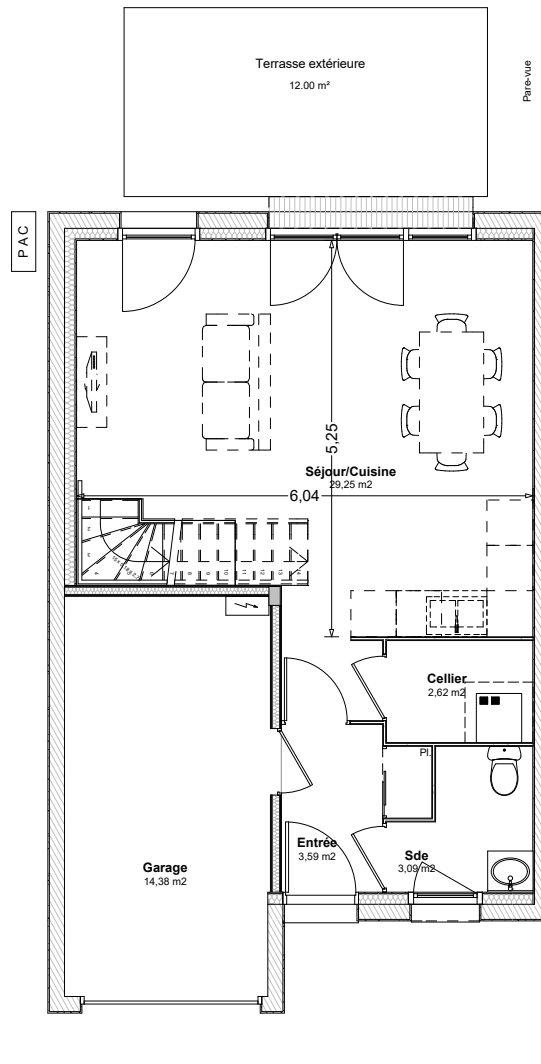 Terrasse extérieure
12.00 m²
Pare-vue
PAC
5,25
Séjour/Cuisine
29,25 m2
6,04
Cellier
2,62 m2
Pl.
Entrée
3,59 m2
Sde
3,09 m2
Garage
14,38 m2